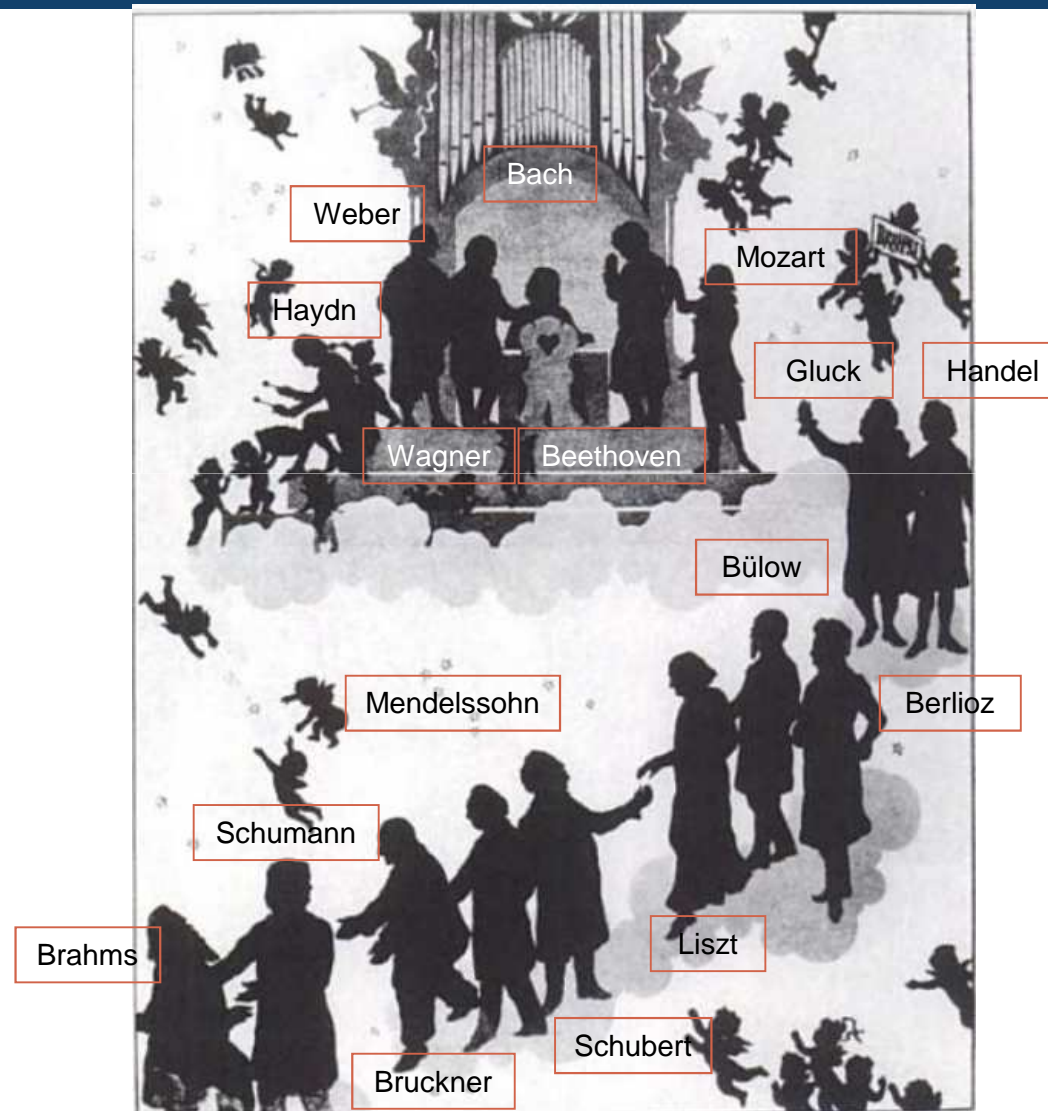 Bach
Weber
Mozart
Haydn
Gluck
Handel
Wagner
Beethoven
Bülow
Mendelssohn
Berlioz
Schumann
Brahms
Liszt
Schubert
Bruckner